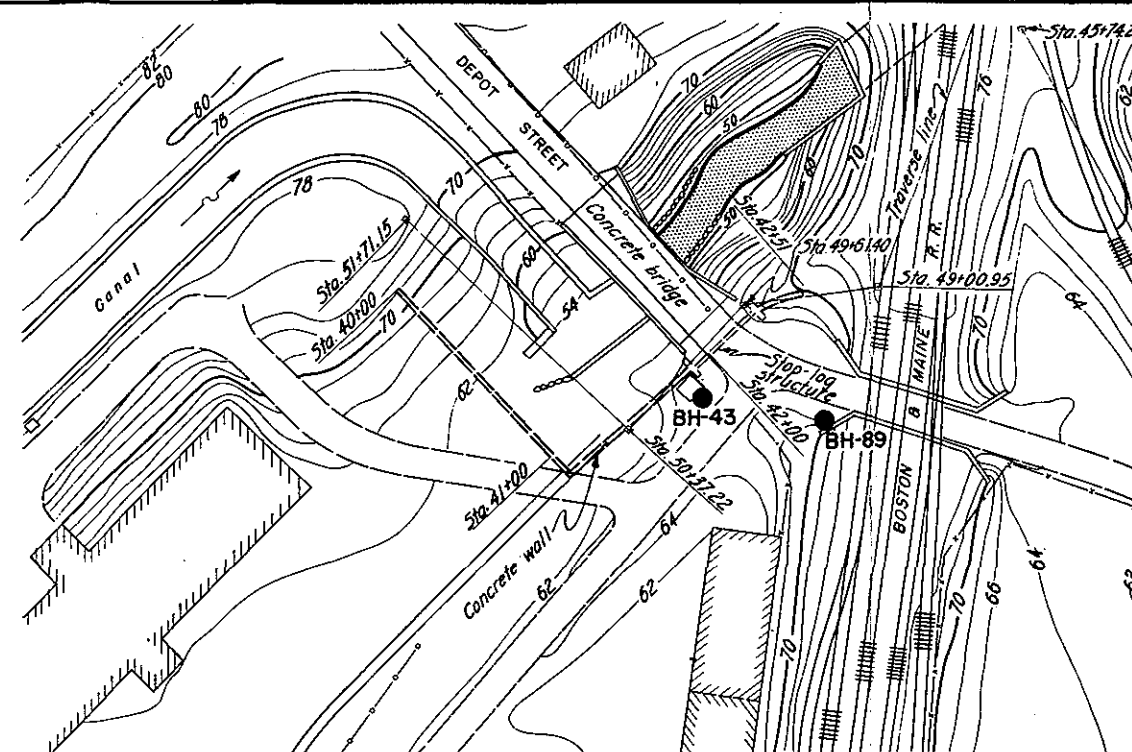 82
80
80
78
78
Canal
DEPOT
STREET
70
60
50
70
60
50
70
60
54
Concrete bridge
Traverse line
76
Sta. 45+74.2
62
R.R.
Sta. 42+51
Sta. 49+61.40
Sta. 49+00.95
64
70
Sta. 51+71.15
Sta. 40+00
70
62
MAINE
&
BOSTON
Stop-log
structure
Sta. 42+00
BH-43
BH-89
Sta. 50+37.22
Sta. 41+00
Concrete wall
64
62
62
70
70
66
64